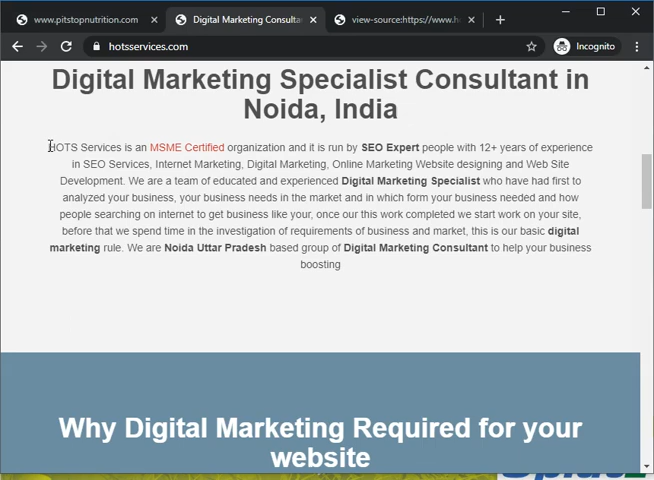 www.pitstopnutrition.com
Digital Marketing Consulta
view-source:https://www.h
hotsservices.com
Incognito
Digital Marketing Specialist Consultant in
Noida, India
HOTS Services is an MSME Certified organization and it is run by SEO Expert people with 12+ years of experience
in SEO Services, Internet Marketing, Digital Marketing, Online Marketing Website designing and Web Site
Development. We are a team of educated and experienced Digital Marketing Specialist who have had first to
analyzed your business, your business needs in the market and in which form your business needed and how
people searching on internet to get business like your, once our this work completed we start work on your site,
before that we spend time in the investigation of requirements of business and market, this is our basic digital
marketing rule. We are Noida Uttar Pradesh based group of Digital Marketing Consultant to help your business
boosting
Why Digital Marketing Required for your
website